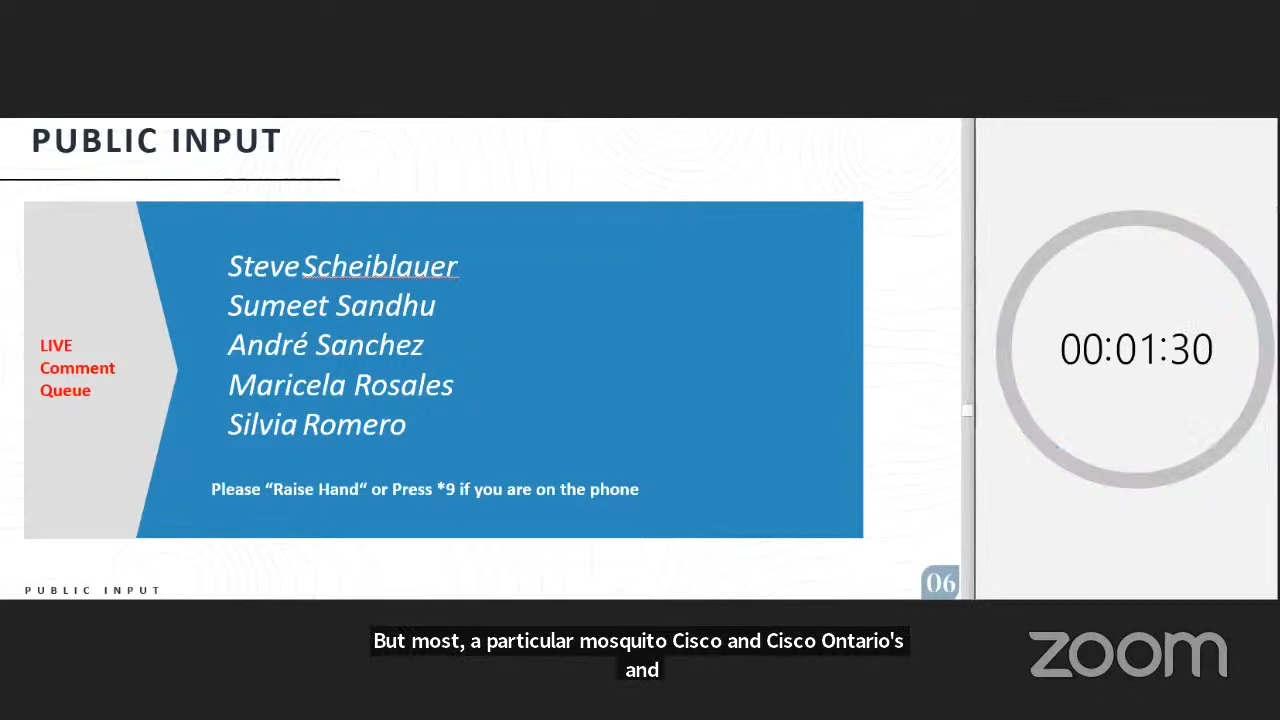 PUBLIC INPUT
Steve Scheiblauer
Sumeet Sandhu
André Sanchez
Maricela Rosales
Silvia Romero
LIVE
Comment
Queue
Please “Raise Hand“ or Press *9 if you are on the phone
PUBLIC INPUT
06
00:01:30
But most, a particular mosquito Cisco and Cisco Ontario's
and
zoom